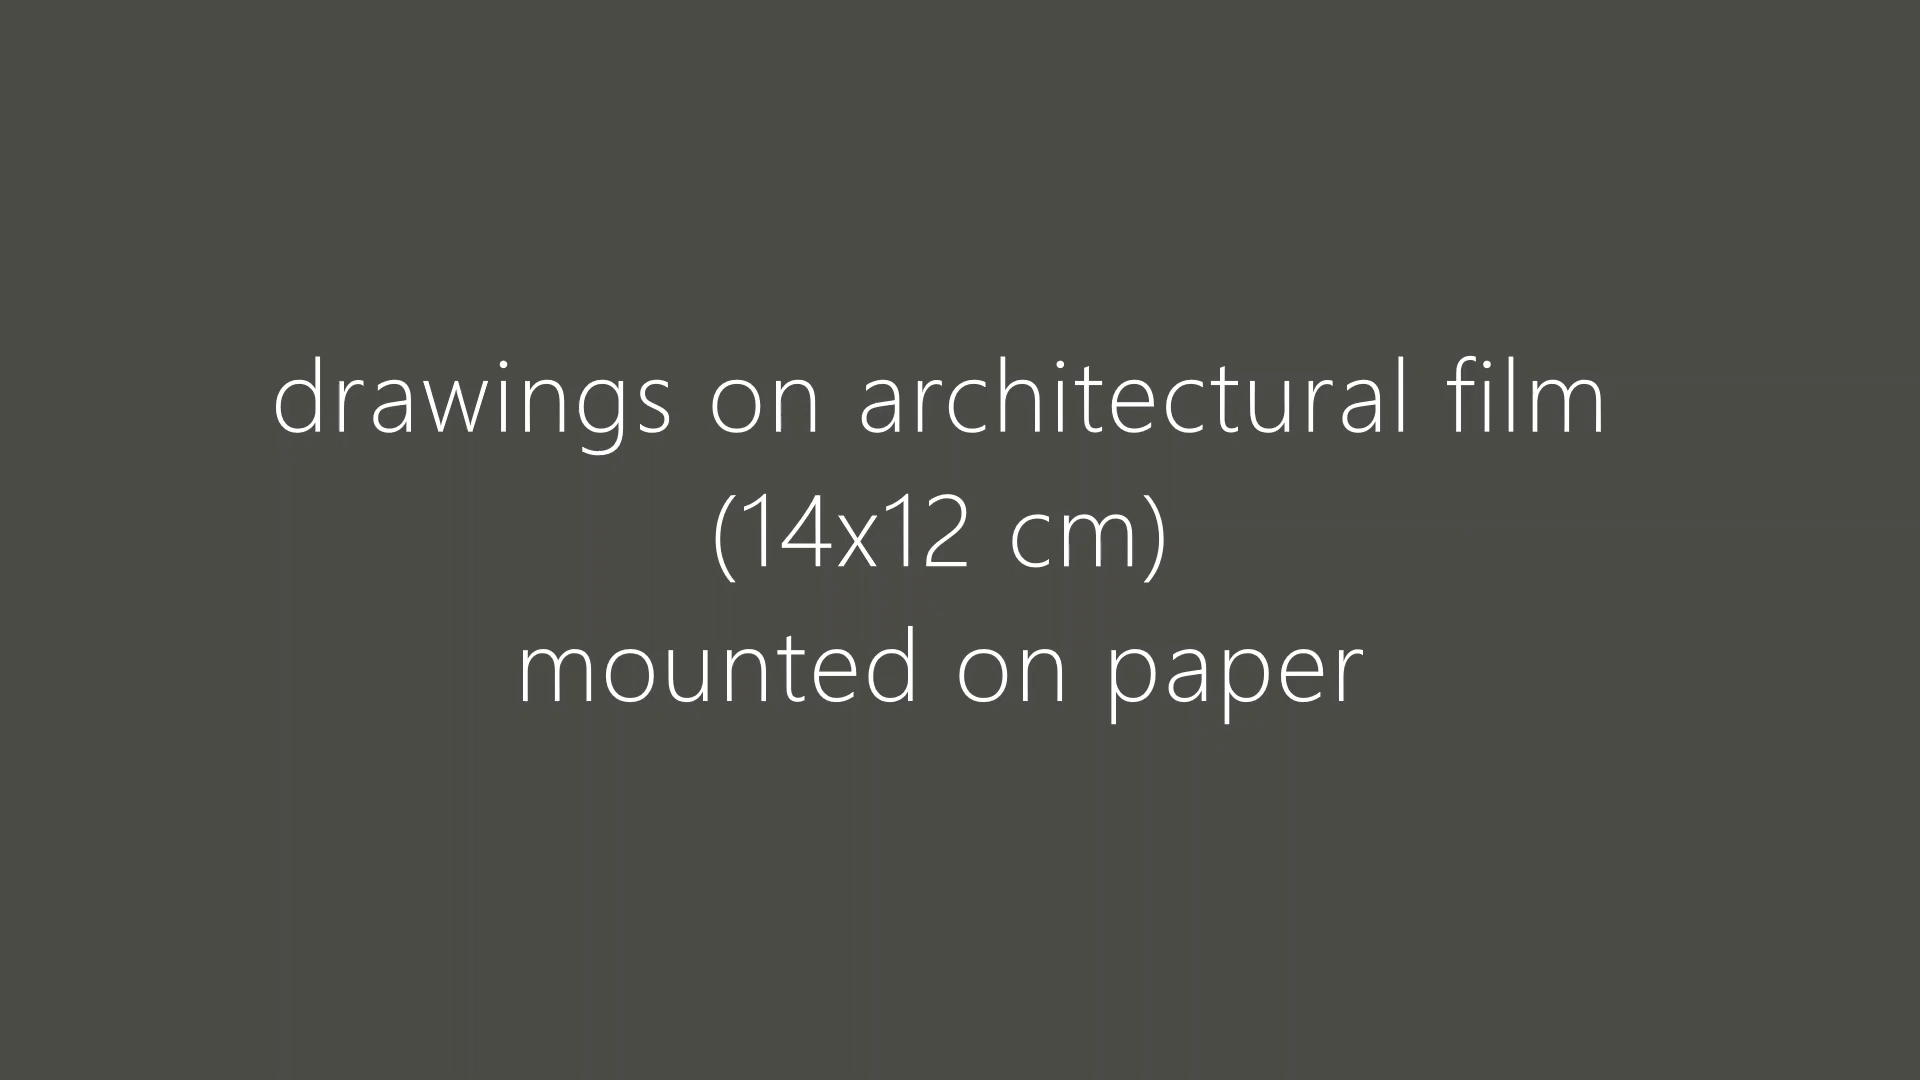 drawings on architectural film
(14x12 cm)
mounted on paper